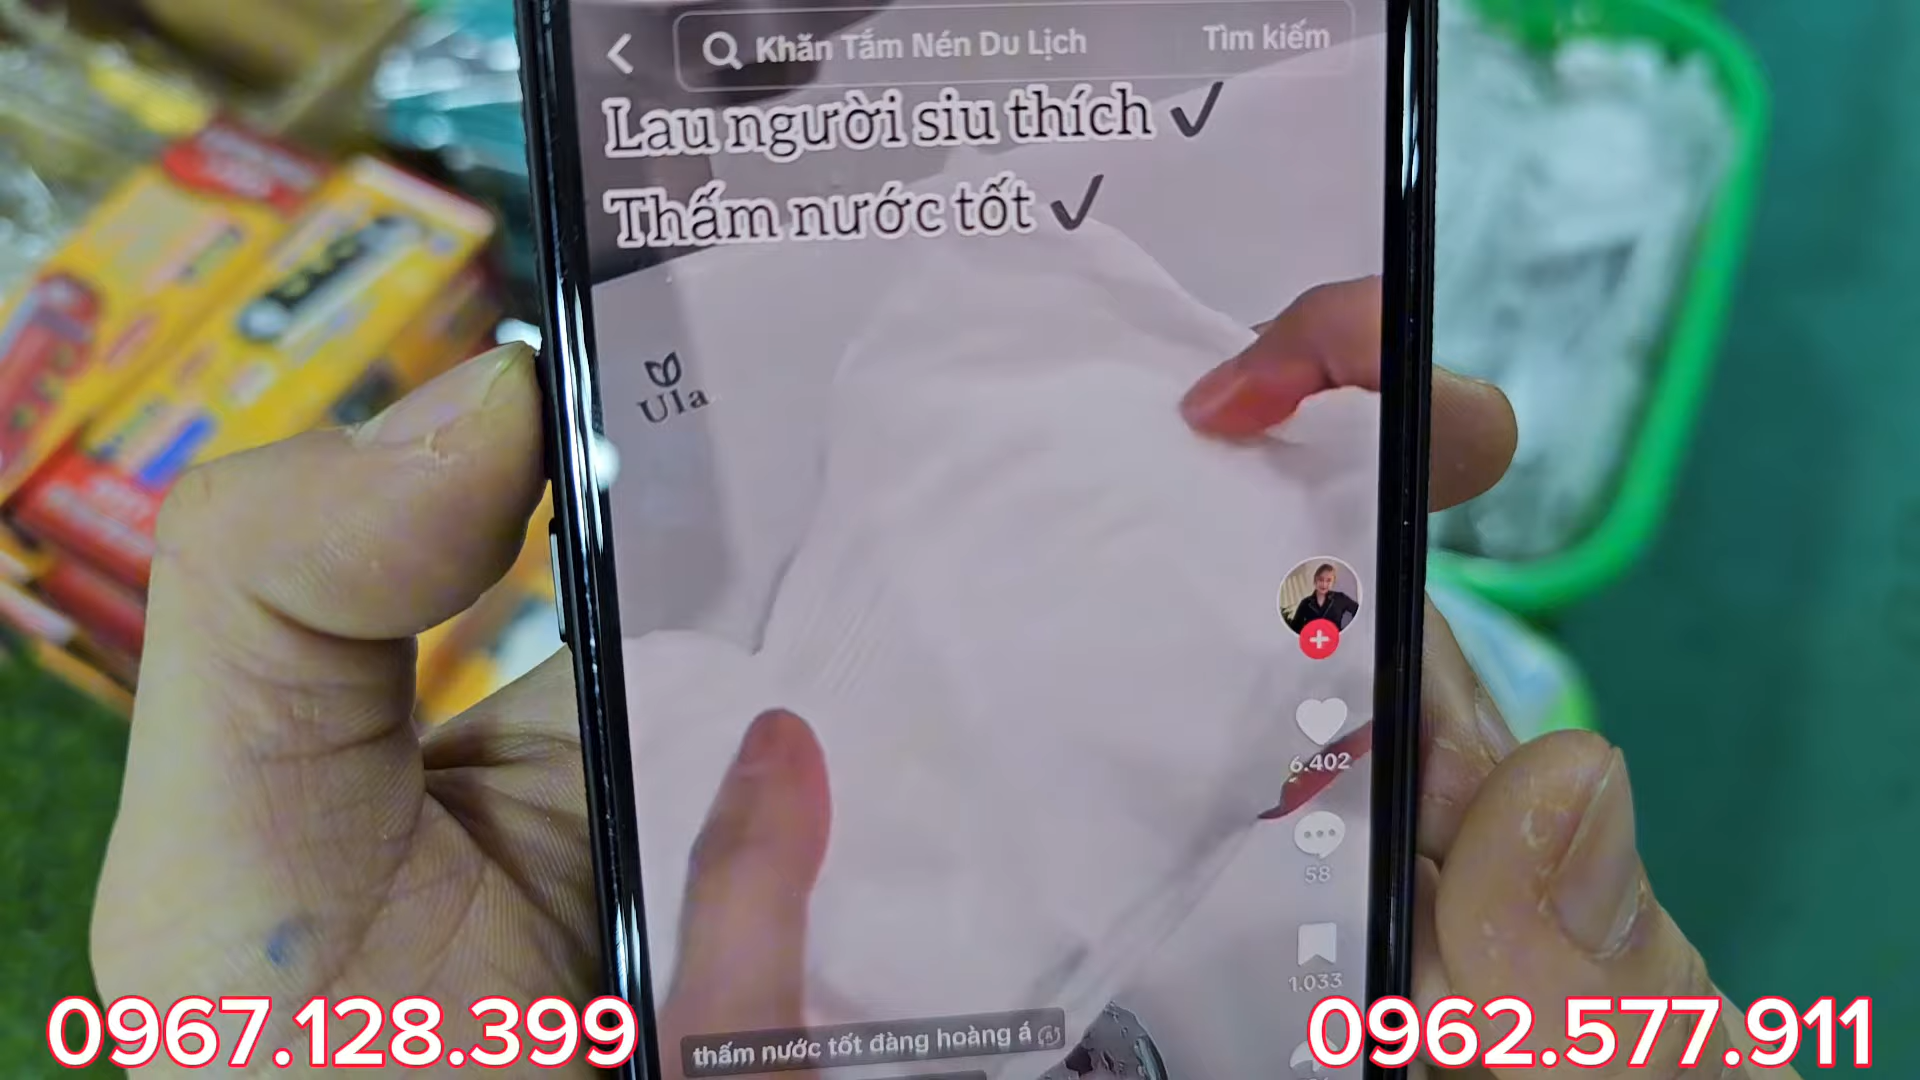 Khăn Tắm Nén Du Lịch Tìm kiếm
Lau người siu thích ✓
Thấm nước tốt ✓
Ula
6.402
58
1.033
thấm nước tốt đàng hoàng á
0967.128.399
0962.577.911